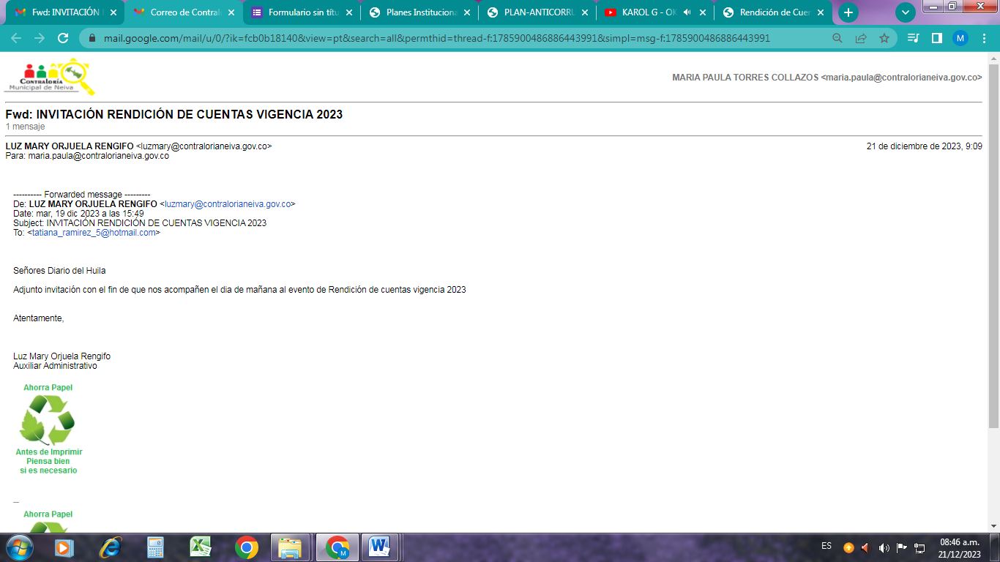 Fwd: INVITACIÓN
Correo de Contral
Formulario sin títu
Planes Instituciona
PLAN-ANTICORRU
KAROL G - OK
Rendición de Cuen
mail.google.com/mail/u/0/?ik=fcb0b18140&view=pt&search=all&permthid=thread-f:1785900486886443991&simpl=msg-f:1785900486886443991
M
CONTRALORÍA
Municipal de Neiva
MARIA PAULA TORRES COLLAZOS <maria.paula@contralorianeiva.gov.co>
Fwd: INVITACIÓN RENDICIÓN DE CUENTAS VIGENCIA 2023
1 mensaje
LUZ MARY ORJUELA RENGIFO <luzmary@contralorianeiva.gov.co>
21 de diciembre de 2023, 9:09
Para: maria.paula@contralorianeiva.gov.co
---------- Forwarded message ---------
De: LUZ MARY ORJUELA RENGIFO <luzmary@contralorianeiva.gov.co>
Date: mar, 19 dic 2023 a las 15:49
Subject: INVITACIÓN RENDICIÓN DE CUENTAS VIGENCIA 2023
To: <tatiana_ramirez_5@hotmail.com>
Señores Diario del Huila
Adjunto invitación con el fin de que nos acompañen el dia de mañana al evento de Rendición de cuentas vigencia 2023
Atentamente,
Luz Mary Orjuela Rengifo
Auxiliar Administrativo
Ahorra Papel
Antes de Imprimir
Piensa bien
si es necesario
--
Ahorra Papel
ES
08:46 a.m.
21/12/2023